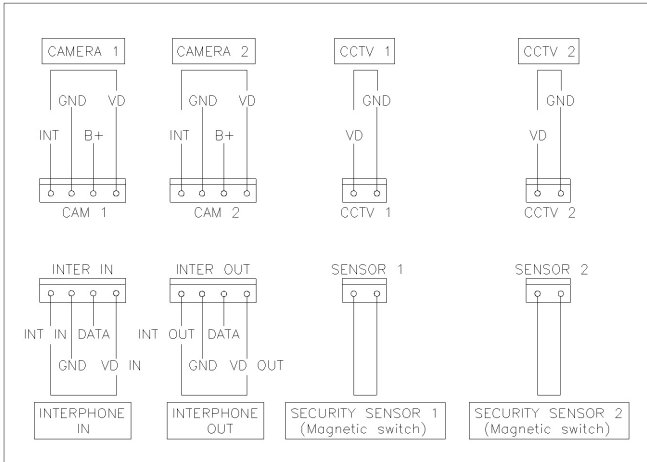 CAMERA 1 CAMERA 2 CCTV 1 CCTV 2
GND VD GND VD GND GND
INT B+ INT B+ VD VD
CAM 1 CAM 2 CCTV 1 CCTV 2
INTER IN INTER OUT SENSOR 1 SENSOR 2
INT IN DATA INT OUT DATA
GND VD IN GND VD OUT
INTERPHONE IN
INTERPHONE OUT
SECURITY SENSOR 1
(Magnetic switch)
SECURITY SENSOR 2
(Magnetic switch)